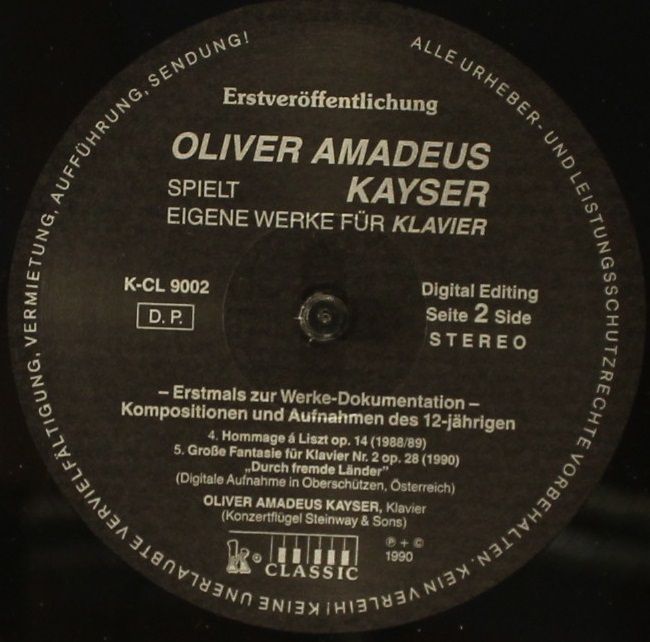 ALLE URHEBER- UND LEISTUNGSSCHUTZRECHTE VORBEHALTEN. KEIN VERLEIH! KEINE UNERLAUBTE VERVIELFÄLTIGUNG, VERMIETUNG, AUFFÜHRUNG, SENDUNG!
Erstveröffentlichung
OLIVER AMADEUS
SPIELT KAYSER
EIGENE WERKE FÜR KLAVIER
K-CL 9002
D. P.
Digital Editing
Seite 2 Side
STEREO
– Erstmals zur Werke-Dokumentation –
Kompositionen und Aufnahmen des 12-jährigen
4. Hommage á Liszt op. 14 (1988/89)
5. Große Fantasie für Klavier Nr. 2 op. 28 (1990)
„Durch fremde Länder"
(Digitale Aufnahme in Oberschützen, Österreich)
OLIVER AMADEUS KAYSER, Klavier
(Konzertflügel Steinway & Sons)
k.
CLASSIC
℗ + ©
1990